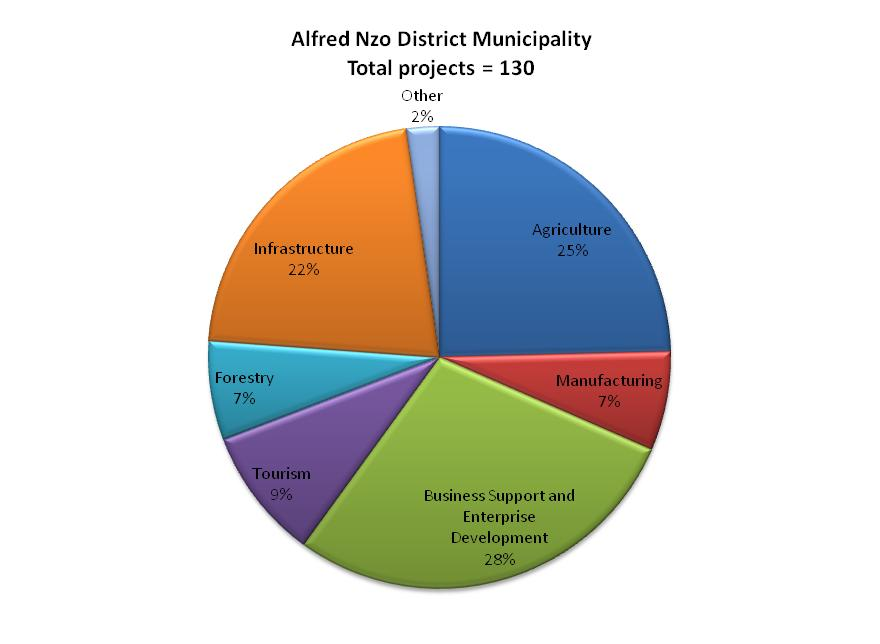 Alfred Nzo District Municipality
Total projects = 130
Other
2%
Agriculture
25%
Infrastructure
22%
Manufacturing
7%
Forestry
7%
Tourism
9%
Business Support and
Enterprise
Development
28%